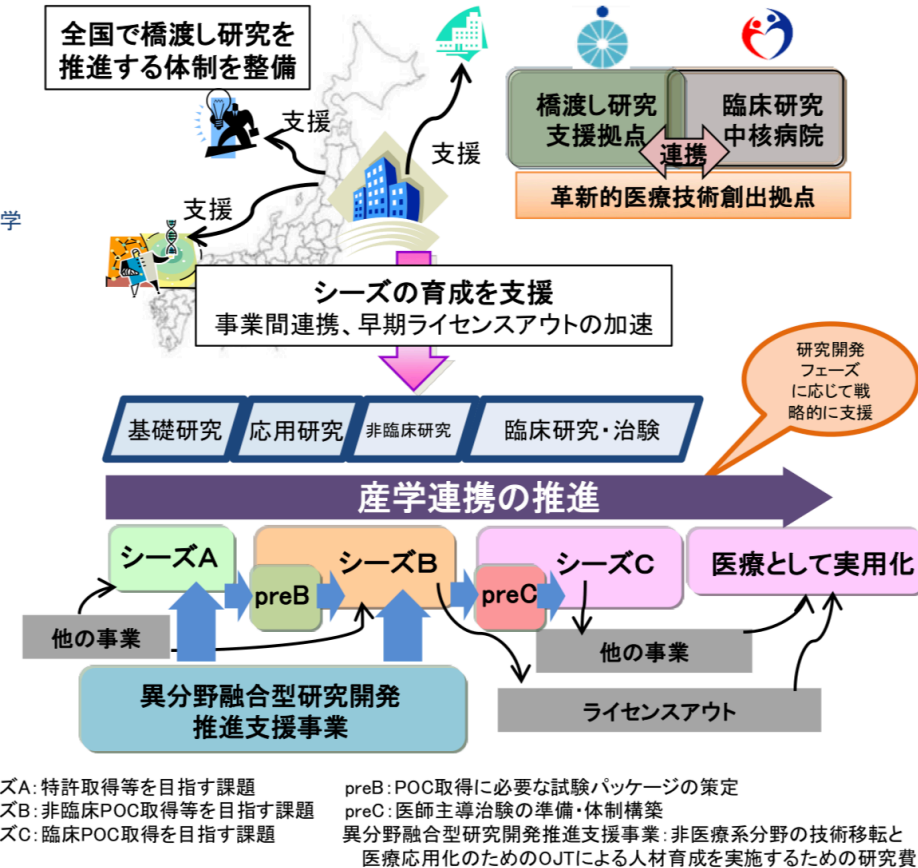 全国で橋渡し研究を
推進する体制を整備
支援
支援
支援
学
橋渡し研究
支援拠点
連携
臨床研究
中核病院
革新的医療技術創出拠点
シーズの育成を支援
事業間連携、早期ライセンスアウトの加速
研究開発
フェーズ
に応じて戦
略的に支援
基礎研究
応用研究
非臨床研究
臨床研究・治験
産学連携の推進
シーズA
preB
シーズB
preC
シーズC
医療として実用化
他の事業
他の事業
ライセンスアウト
異分野融合型研究開発
推進支援事業
ズA:特許取得等を目指す課題
ズB:非臨床POC取得等を目指す課題
ズC:臨床POC取得を目指す課題
preB:POC取得に必要な試験パッケージの策定
preC:医師主導治験の準備・体制構築
異分野融合型研究開発推進支援事業:非医療系分野の技術移転と
医療応用化のためのOJTによる人材育成を実施するための研究費